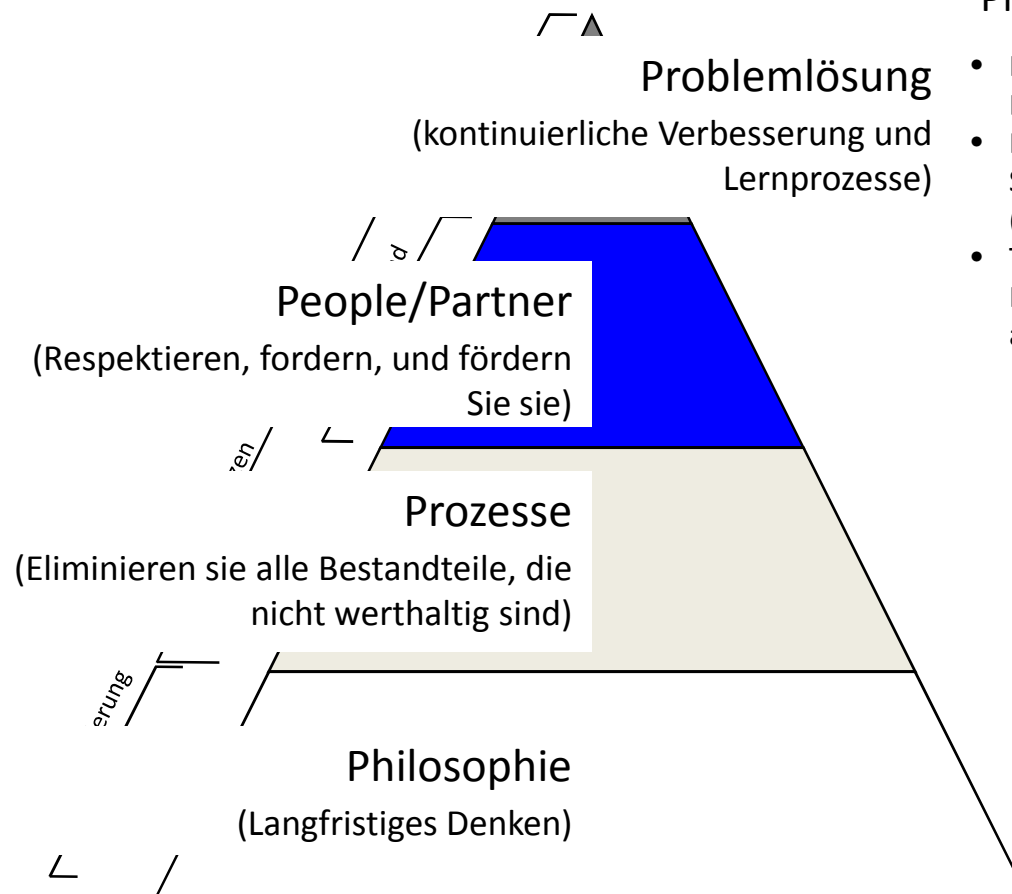 Problemlösung
(kontinuierliche Verbesserung und
Lernprozesse)
People/Partner
(Respektieren, fordern, und fördern
Sie sie)
Prozesse
(Eliminieren sie alle Bestandteile, die
nicht werthaltig sind)
Philosophie
(Langfristiges Denken)